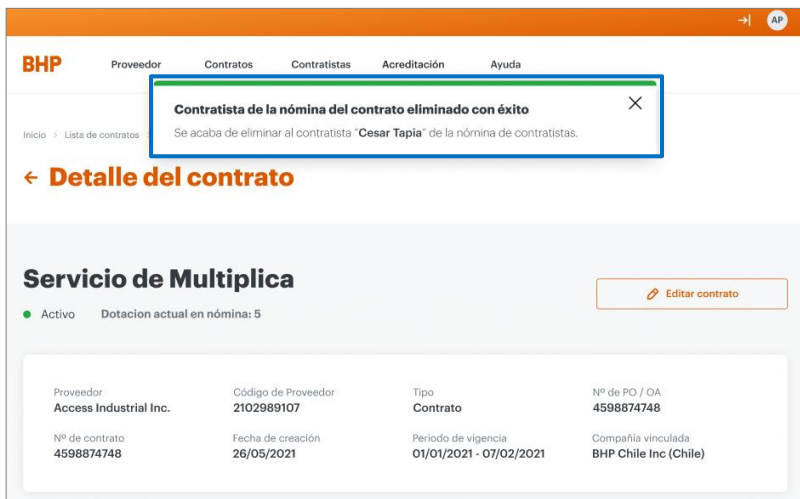 AP
BHP Proveedor Contratos Contratistas Acreditación Ayuda
Contratista de la nómina del contrato eliminado con éxito
Se acaba de eliminar al contratista "Cesar Tapia" de la nómina de contratistas.
Inicio > Lista de contratos
← Detalle del contrato
Servicio de Multiplica
Editar contrato
Activo Dotacion actual en nómina: 5
Proveedor Código de Proveedor Tipo Nº de PO / OA
Access Industrial Inc. 2102989107 Contrato 4598874748
Nº de contrato Fecha de creación Periodo de vigencia Compañía vinculada
4598874748 26/05/2021 01/01/2021 - 07/02/2021 BHP Chile Inc (Chile)